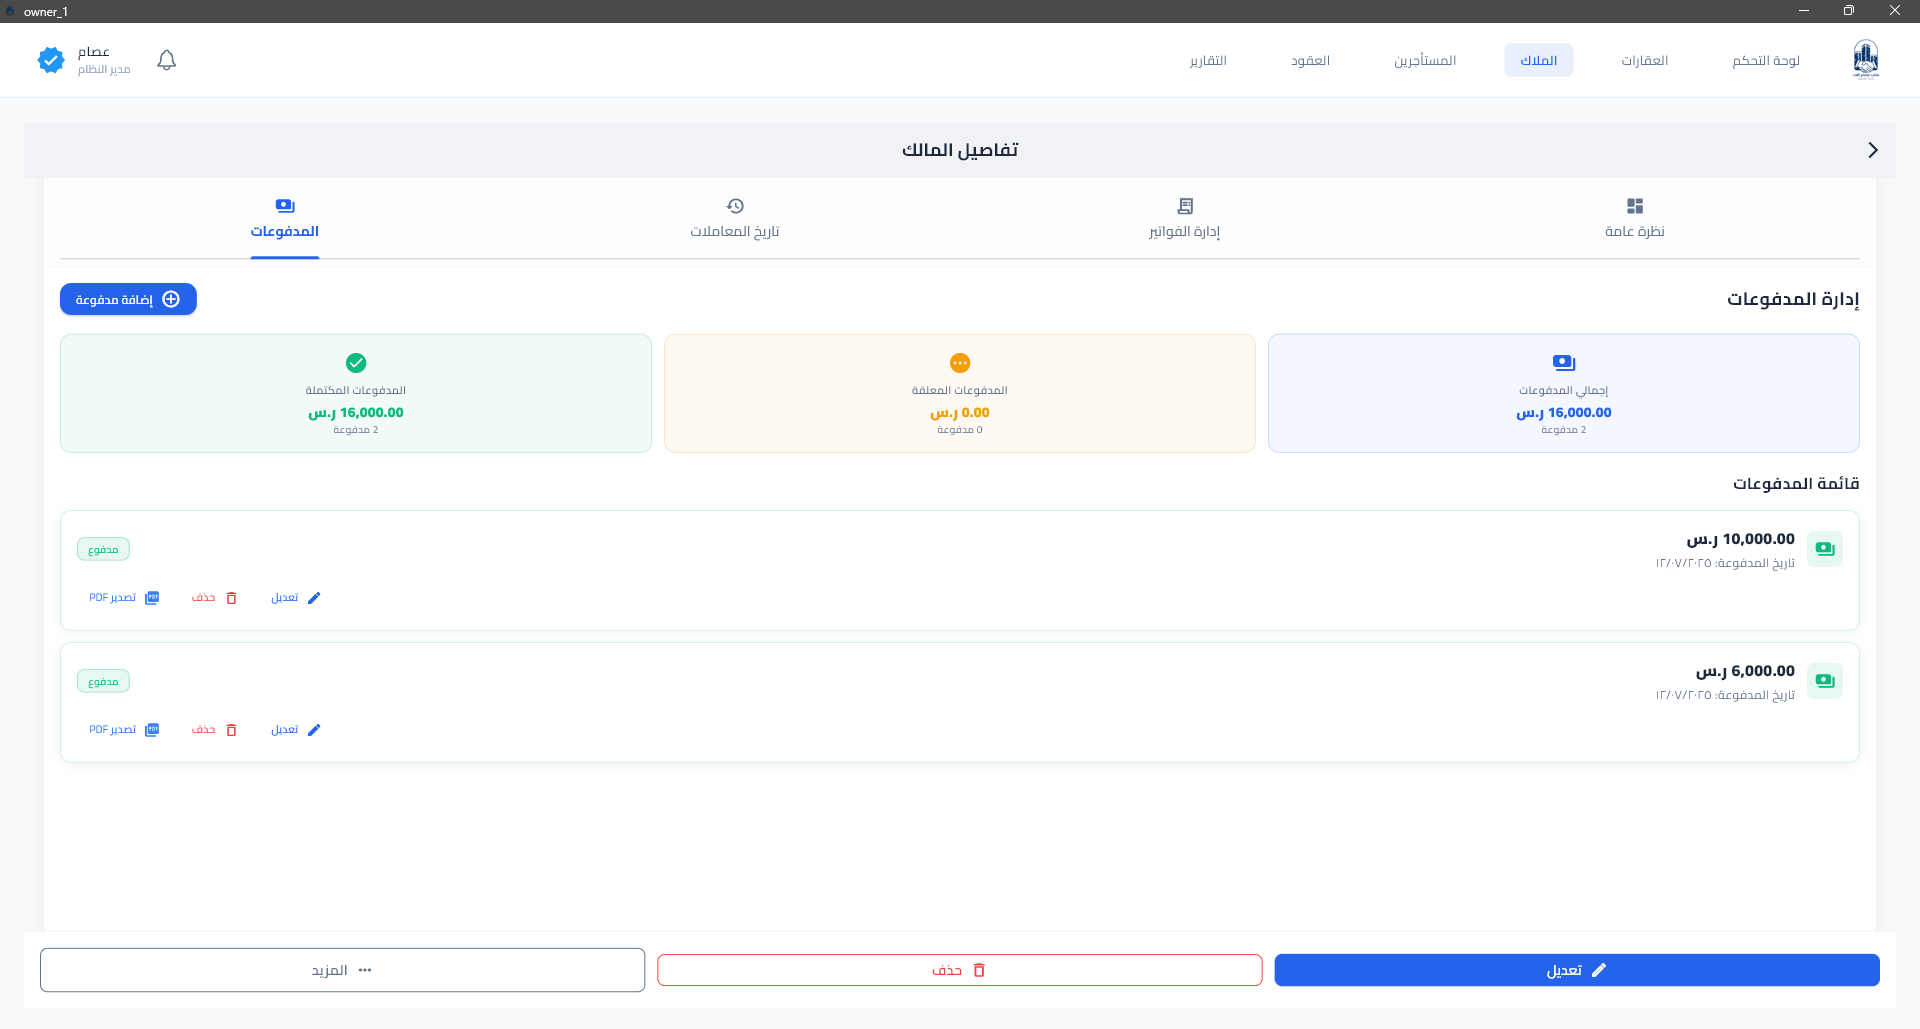 owner_1
لوحة التحكم
العقارات
الملاك
المستأجرين
العقود
التقارير
عصام
مدير النظام
تفاصيل المالك
نظرة عامة
إدارة الفواتير
تاريخ المعاملات
المدفوعات
إدارة المدفوعات
إضافة مدفوعة
إجمالي المدفوعات
16,000.00 ر.س
2 مدفوعة
المدفوعات المعلقة
0.00 ر.س
0 مدفوعة
المدفوعات المكتملة
16,000.00 ر.س
2 مدفوعة
قائمة المدفوعات
10,000.00 ر.س
تاريخ المدفوعة: ١٢/٠٧/٢٠٢٥
مدفوع
تعديل
حذف
تصدير PDF
6,000.00 ر.س
تاريخ المدفوعة: ١٢/٠٧/٢٠٢٥
مدفوع
تعديل
حذف
تصدير PDF
تعديل
حذف
المزيد